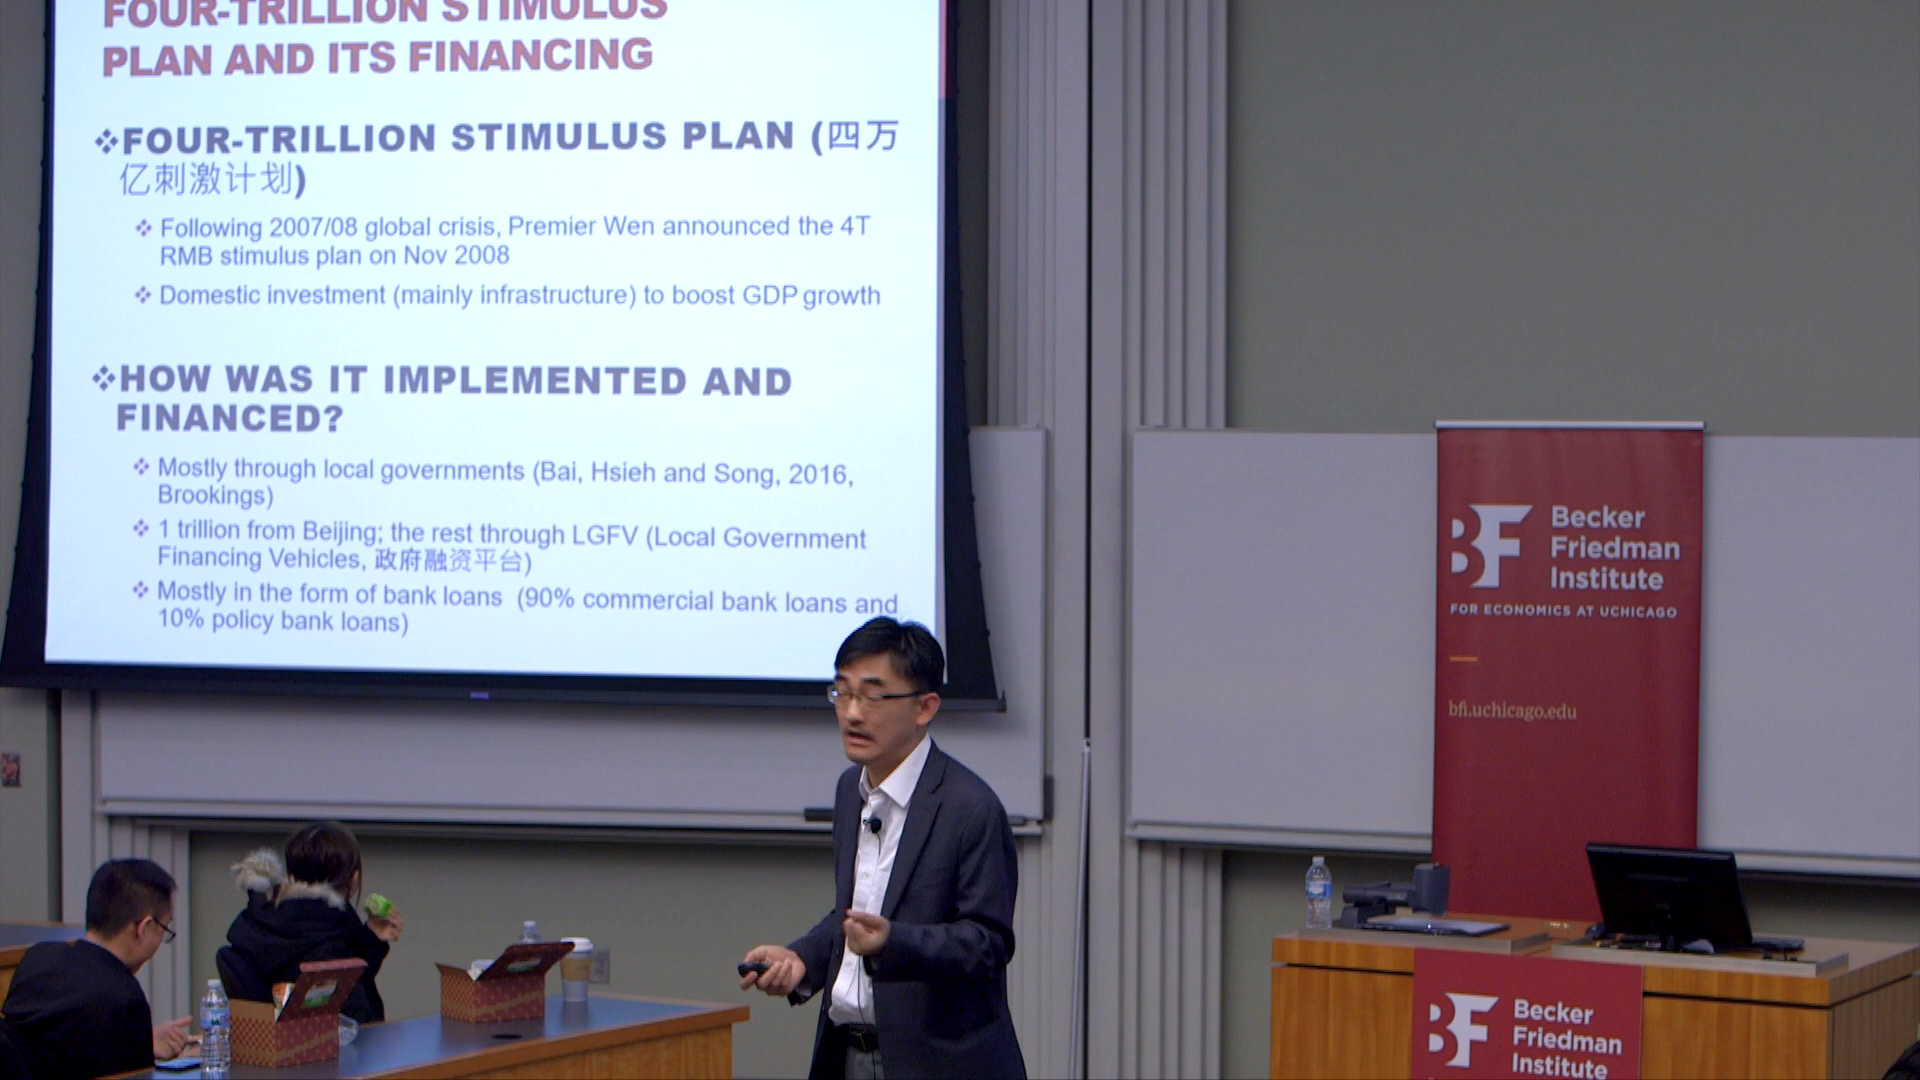 FOUR-TRILLION STIMULUS
PLAN AND ITS FINANCING
❖FOUR-TRILLION STIMULUS PLAN (四万
亿刺激计划)
❖ Following 2007/08 global crisis, Premier Wen announced the 4T
RMB stimulus plan on Nov 2008
❖ Domestic investment (mainly infrastructure) to boost GDP growth
❖HOW WAS IT IMPLEMENTED AND
FINANCED?
❖ Mostly through local governments (Bai, Hsieh and Song, 2016,
Brookings)
❖ 1 trillion from Beijing; the rest through LGFV (Local Government
Financing Vehicles, 政府融资平台)
❖ Mostly in the form of bank loans (90% commercial bank loans and
10% policy bank loans)
BF
Becker
Friedman
Institute
FOR ECONOMICS AT UCHICAGO
bfi.uchicago.edu
BF
Becker
Friedman
Institute